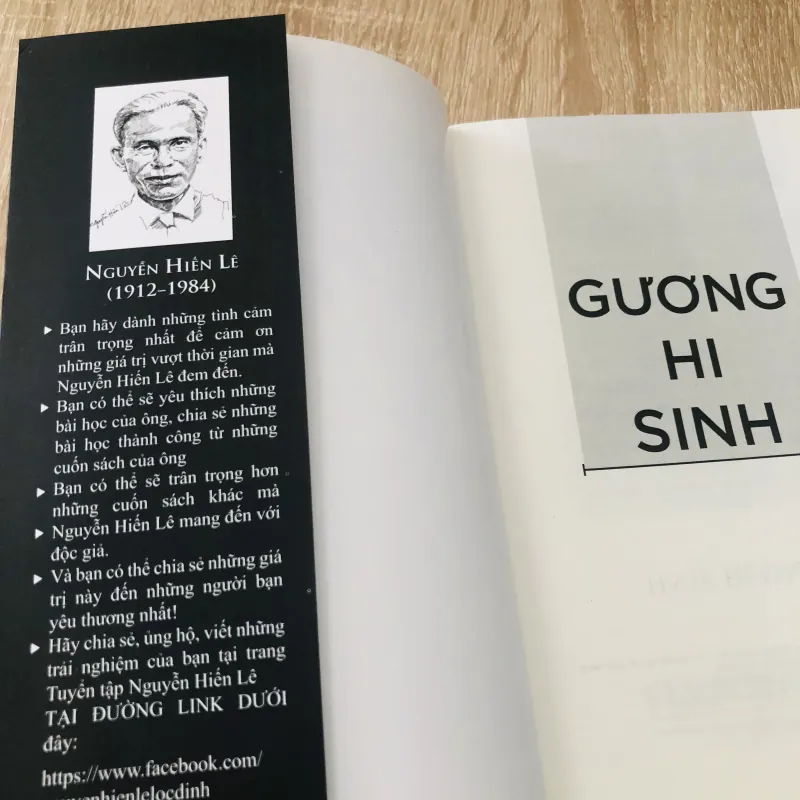 NGUYỄN HIẾN LÊ
(1912–1984)
▸ Bạn hãy dành những tình cảm
trân trọng nhất để cảm ơn
những giá trị vượt thời gian mà
Nguyễn Hiến Lê đem đến.
▸ Bạn có thể sẽ yêu thích những
bài học của ông, chia sẻ những
bài học thành công từ những
cuốn sách của ông
▸ Bạn có thể sẽ trân trọng hơn
những cuốn sách khác mà
▸ Nguyễn Hiến Lê mang đến với
độc giả.
▸ Và bạn có thể chia sẻ những giá
trị này đến những người bạn
yêu thương nhất!
▸ Hãy chia sẻ, ủng hộ, viết những
trải nghiệm của bạn tại trang
Tuyển tập Nguyễn Hiến Lê
TẠI ĐƯỜNG LINK DƯỚI
đây:
https://www.facebook.com/
uyenhienlelocdinh
GƯƠNG
HI
SINH